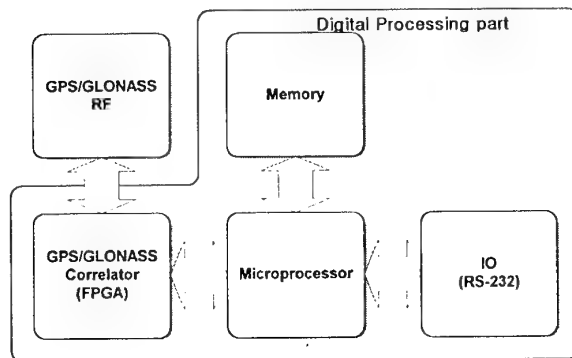 Digital Processing part
GPS/GLONASS
RF
Memory
GPS/GLONASS
Correlator
(FPGA)
Microprocessor
IO
(RS-232)